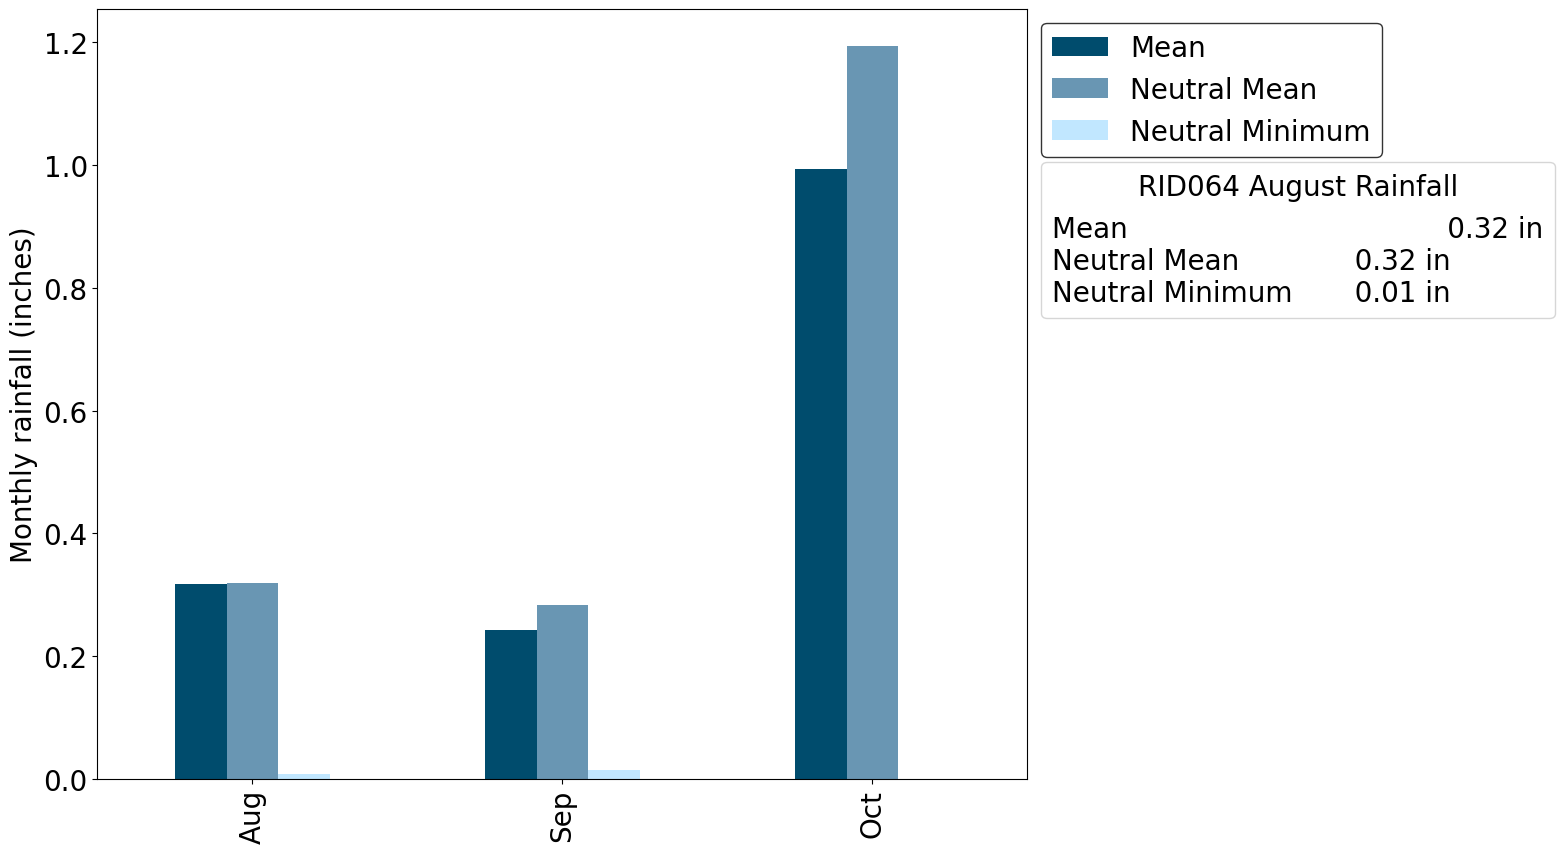 Monthly rainfall (inches)
1.2
1.0
0.8
0.6
0.4
0.2
0.0
Aug
Sep
Oct
Mean
Neutral Mean
Neutral Minimum
RID064 August Rainfall
Mean 0.32 in
Neutral Mean 0.32 in
Neutral Minimum 0.01 in